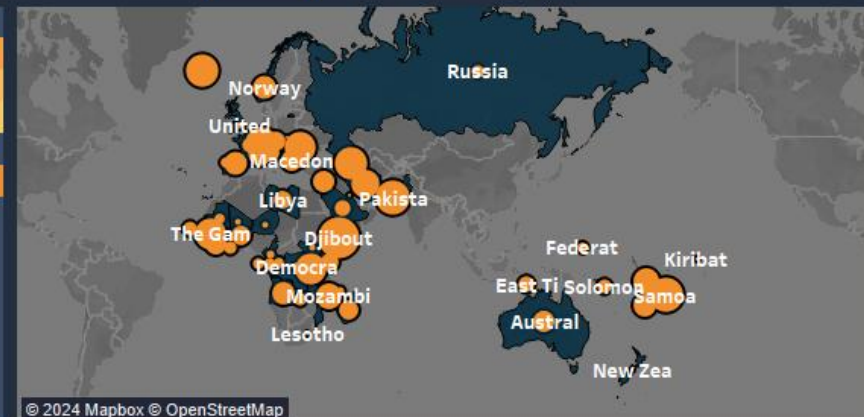 Russia
Norway
United
Macedon
Libya
Pakista
The Gam
Djibout
Federat
Kiribat
Democra
East Ti
Solomon
Samoa
Mozambi
Austral
Lesotho
New Zea
© 2024 Mapbox © OpenStreetMap